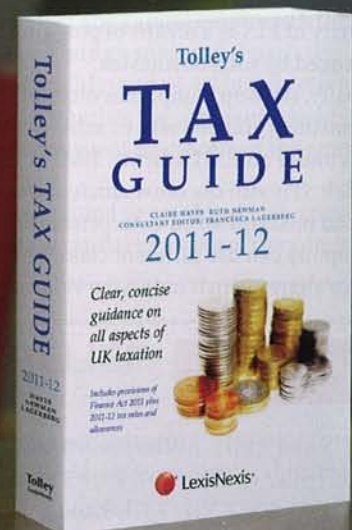 Tolley's
TAX
GUIDE
CLAIRE HAYES RUTH NEWMAN
CONSULTANT EDITOR: FRANCESCA LAGERBERG
2011-12
Clear, concise
guidance on
all aspects of
UK taxation
Includes provisions of
Finance Act 2011 plus
2011-12 tax rates and
allowances
LexisNexis®
Tolley's TAX GUIDE
2011-12
HAYES
NEWMAN
LAGERBERG
Tolley